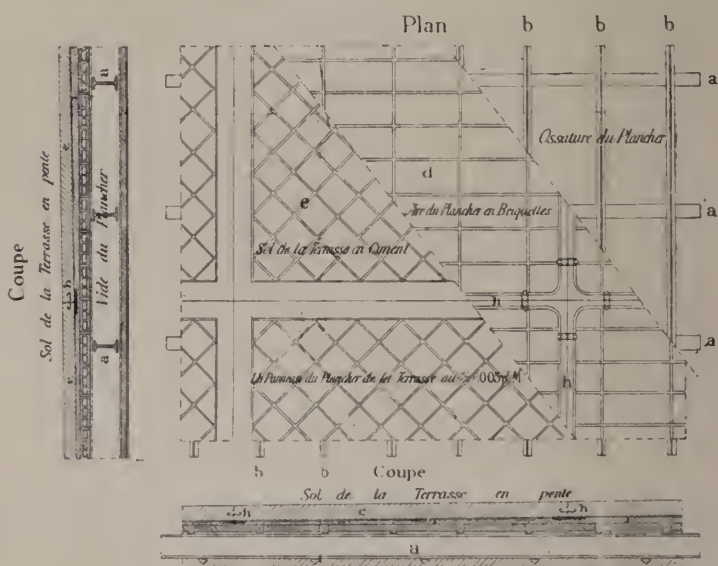 Plan
b b b
a
Ossature du Plancher
d
e
Aire du Plancher en Briquettes
a
Sol de la Terrasse en Ciment
h
a
Un Panneau du Plancher de la Terrasse au
h
Coupe
Sol de la Terrasse en pente
Vide du Plancher
a
e
h
a
b b
Coupe
Sol de la Terrasse en pente
h
e
h
a